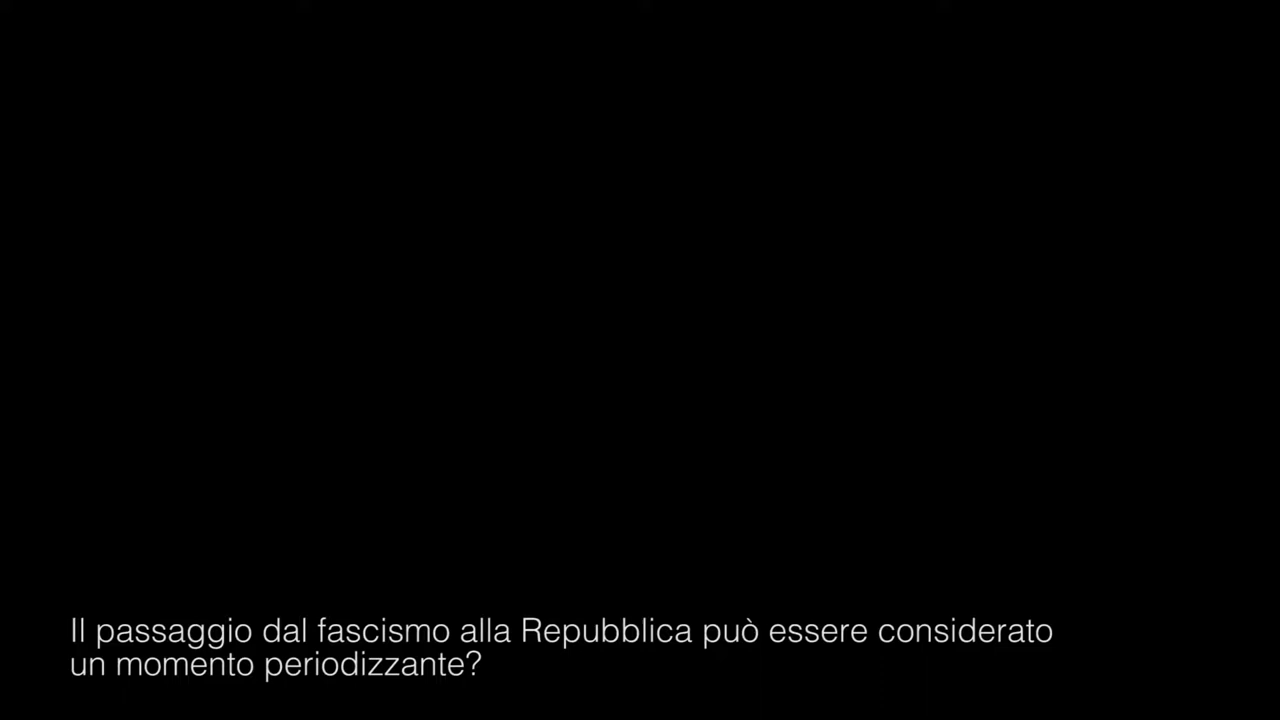 Il passaggio dal fascismo alla Repubblica può essere considerato
un momento periodizzante?